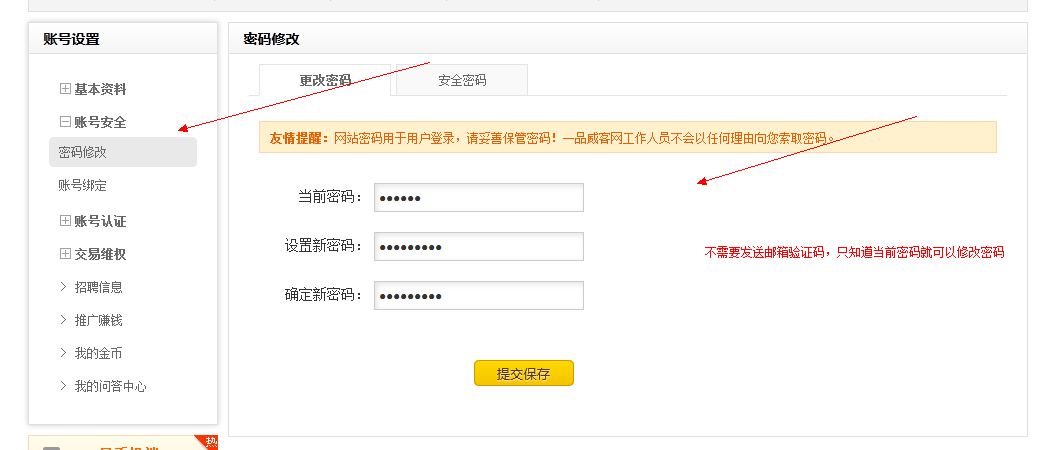 账号设置
基本资料
账号安全
密码修改
账号绑定
账号认证
交易维权
招聘信息
推广赚钱
我的金币
我的问答中心
热
密码修改
更改密码
安全密码
友情提醒：网站密码用于用户登录，请妥善保管密码！一品威客网工作人员不会以任何理由向您索取密码。
当前密码：
设置新密码：
不需要发送邮箱验证码，只知道当前密码就可以修改密码
确定新密码：
提交保存